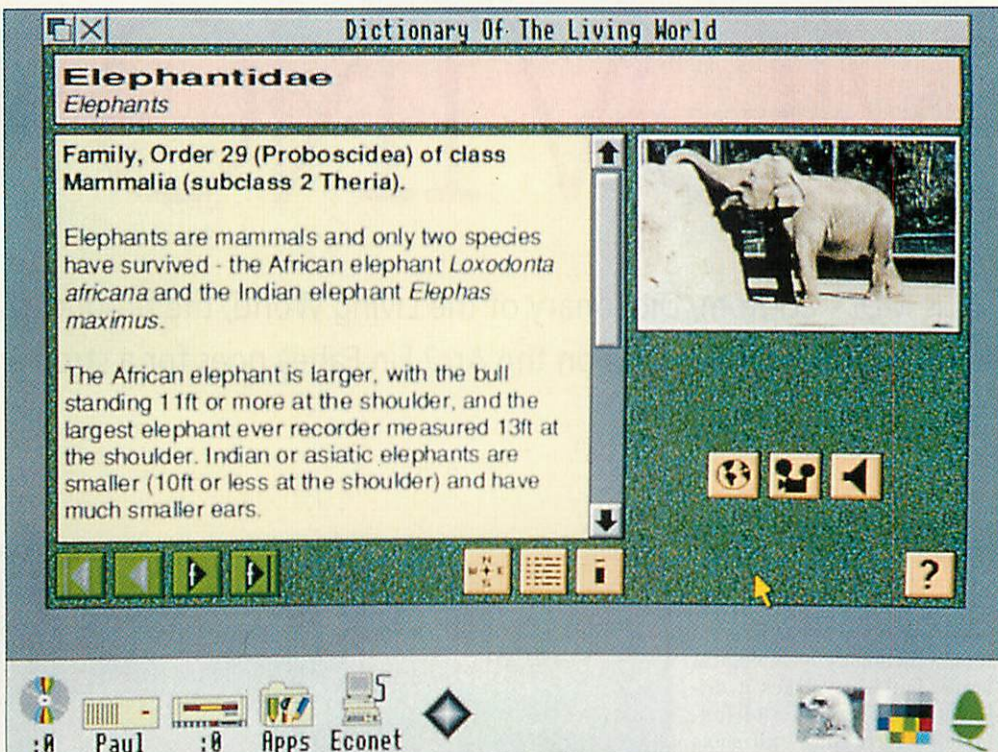 Dictionary Of The Living World
Elephantidae
Elephants
Family, Order 29 (Proboscidea) of class
Mammalia (subclass 2 Theria).
Elephants are mammals and only two species
have survived - the African elephant Loxodonta
africana and the Indian elephant Elephas
maximus.
The African elephant is larger, with the bull
standing 11ft or more at the shoulder, and the
largest elephant ever recorder measured 13ft at
the shoulder. Indian or asiatic elephants are
smaller (10ft or less at the shoulder) and have
much smaller ears.
N
W E
S
i
?
:0 Paul :0 Apps Econet